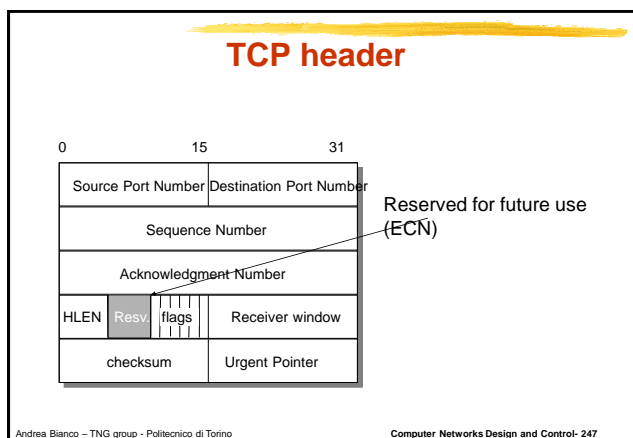 TCP header
0 15 31
Source Port Number Destination Port Number
Reserved for future use
(ECN)
Sequence Number
Acknowledgment Number
HLEN Resv. flags Receiver window
checksum Urgent Pointer
Andrea Bianco – TNG group - Politecnico di Torino Computer Networks Design and Control- 247